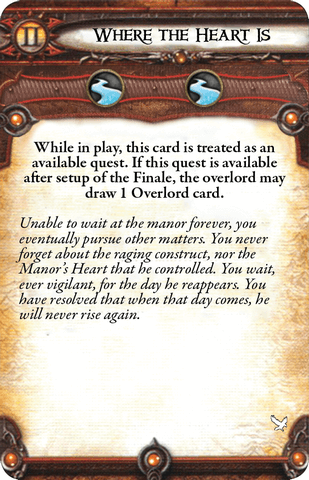 II
Where the Heart Is
While in play, this card is treated as an
available quest. If this quest is available
after setup of the Finale, the overlord may
draw 1 Overlord card.
Unable to wait at the manor forever, you
eventually pursue other matters. You never
forget about the raging construct, nor the
Manor's Heart that he controlled. You wait,
ever vigilant, for the day he reappears. You
have resolved that when that day comes, he
will never rise again.